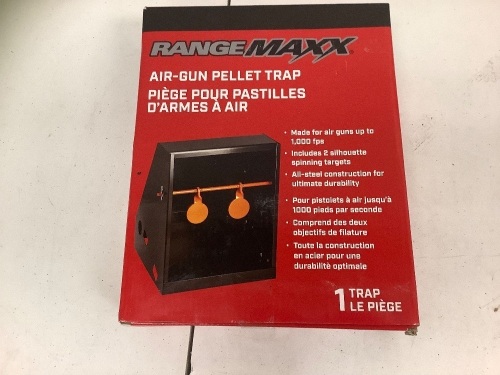 RANGEMAXX
AIR-GUN PELLET TRAP
PIÈGE POUR PASTILLES
D'ARMES À AIR
• Made for air guns up to
1,000 fps
• Includes 2 silhouette
spinning targets
• All-steel construction for
ultimate durability
• Pour pistolets à air jusqu'à
1000 pieds par seconde
• Comprend des deux
objectifs de filature
• Toute la construction
en acier pour une
durabilité optimale
1 TRAP
LE PIÈGE